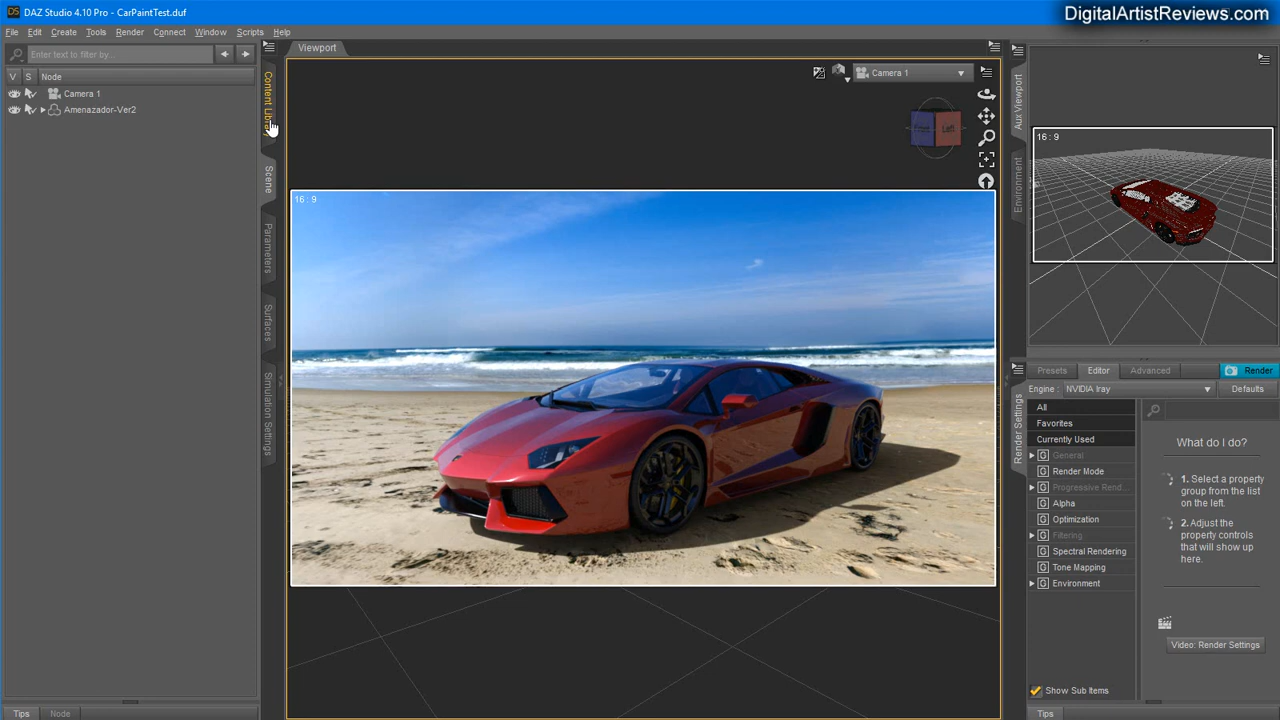 DAZ Studio 4.10 Pro - CarPaintTest.duf
DigitalArtistReviews.com
File Edit Create Tools Render Connect Window Scripts Help
Enter text to filter by...
V S Node
Camera 1
Amenazador-Ver2
Tips Node
Content Library
Scene
Parameters
Surfaces
Simulation Settings
Viewport
Camera 1
Left
16 : 9
Aux Viewport
Environment
16 : 9
Render Settings
Presets Editor Advanced Render
Engine : NVIDIA Iray Defaults
All
Favorites
Currently Used
General
Render Mode
Progressive Rend...
Alpha
Optimization
Filtering
Spectral Rendering
Tone Mapping
Environment
What do I do?
1. Select a property
group from the list
on the left.
2. Adjust the
property controls
that will show up
here.
Video: Render Settings
Show Sub Items
Tips